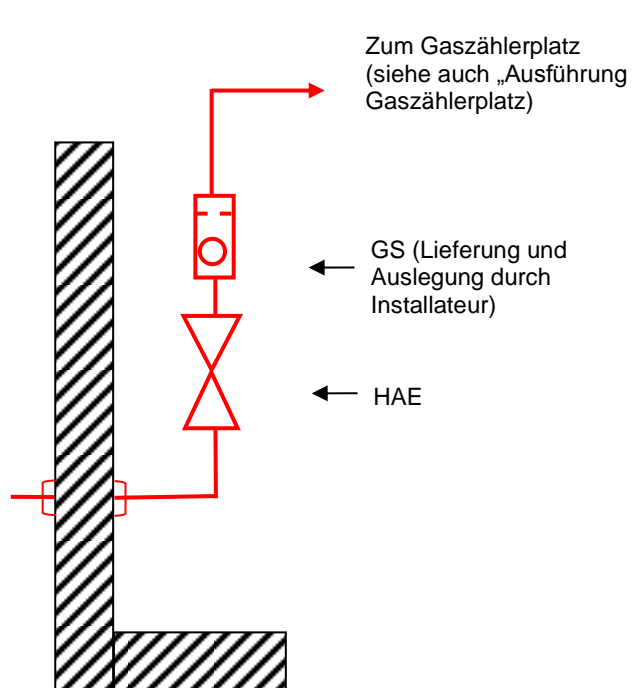 Zum Gaszählerplatz
(siehe auch „Ausführung
Gaszählerplatz)
GS (Lieferung und
Auslegung durch
Installateur)
HAE